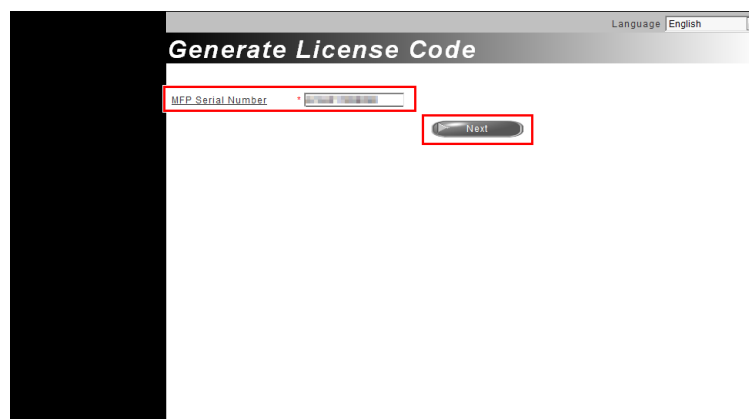 Language English
Generate License Code
MFP Serial Number *
Next